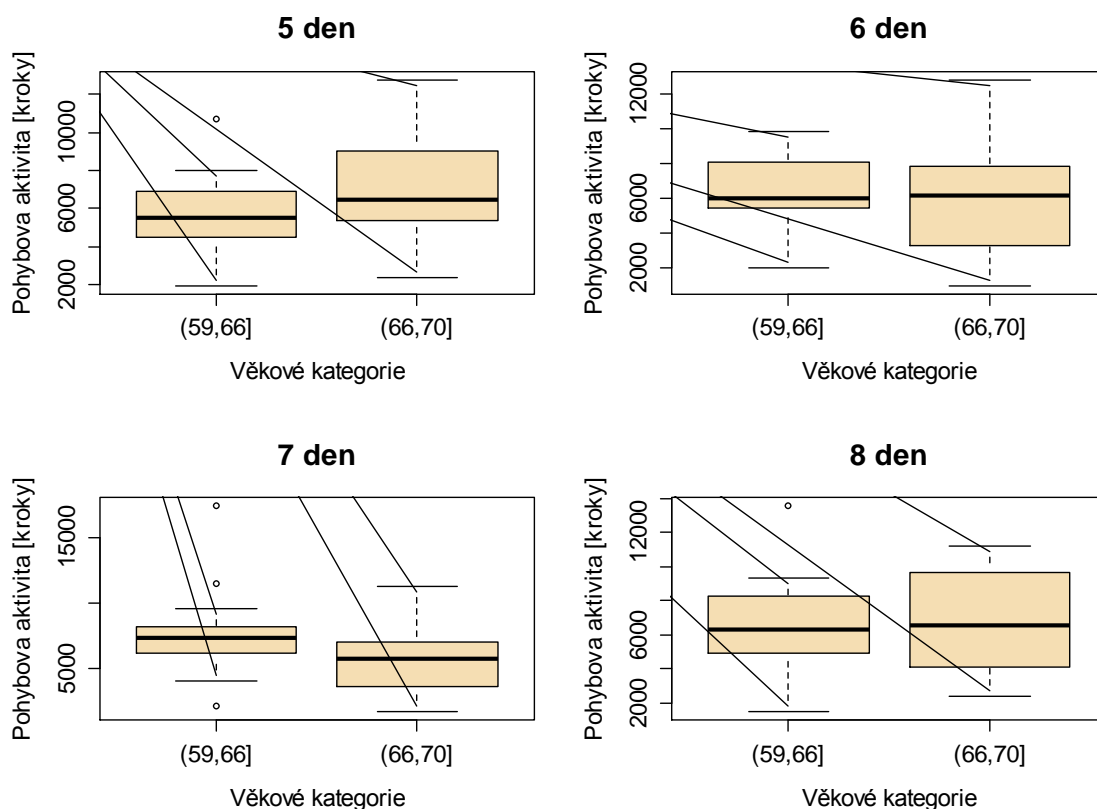 5 den
Pohybova aktivita [kroky]
2000
6000
10000
(59,66]
(66,70]
Věkové kategorie
6 den
Pohybova aktivita [kroky]
2000
6000
12000
(59,66]
(66,70]
Věkové kategorie
7 den
Pohybova aktivita [kroky]
5000
15000
(59,66]
(66,70]
Věkové kategorie
8 den
Pohybova aktivita [kroky]
2000
6000
12000
(59,66]
(66,70]
Věkové kategorie